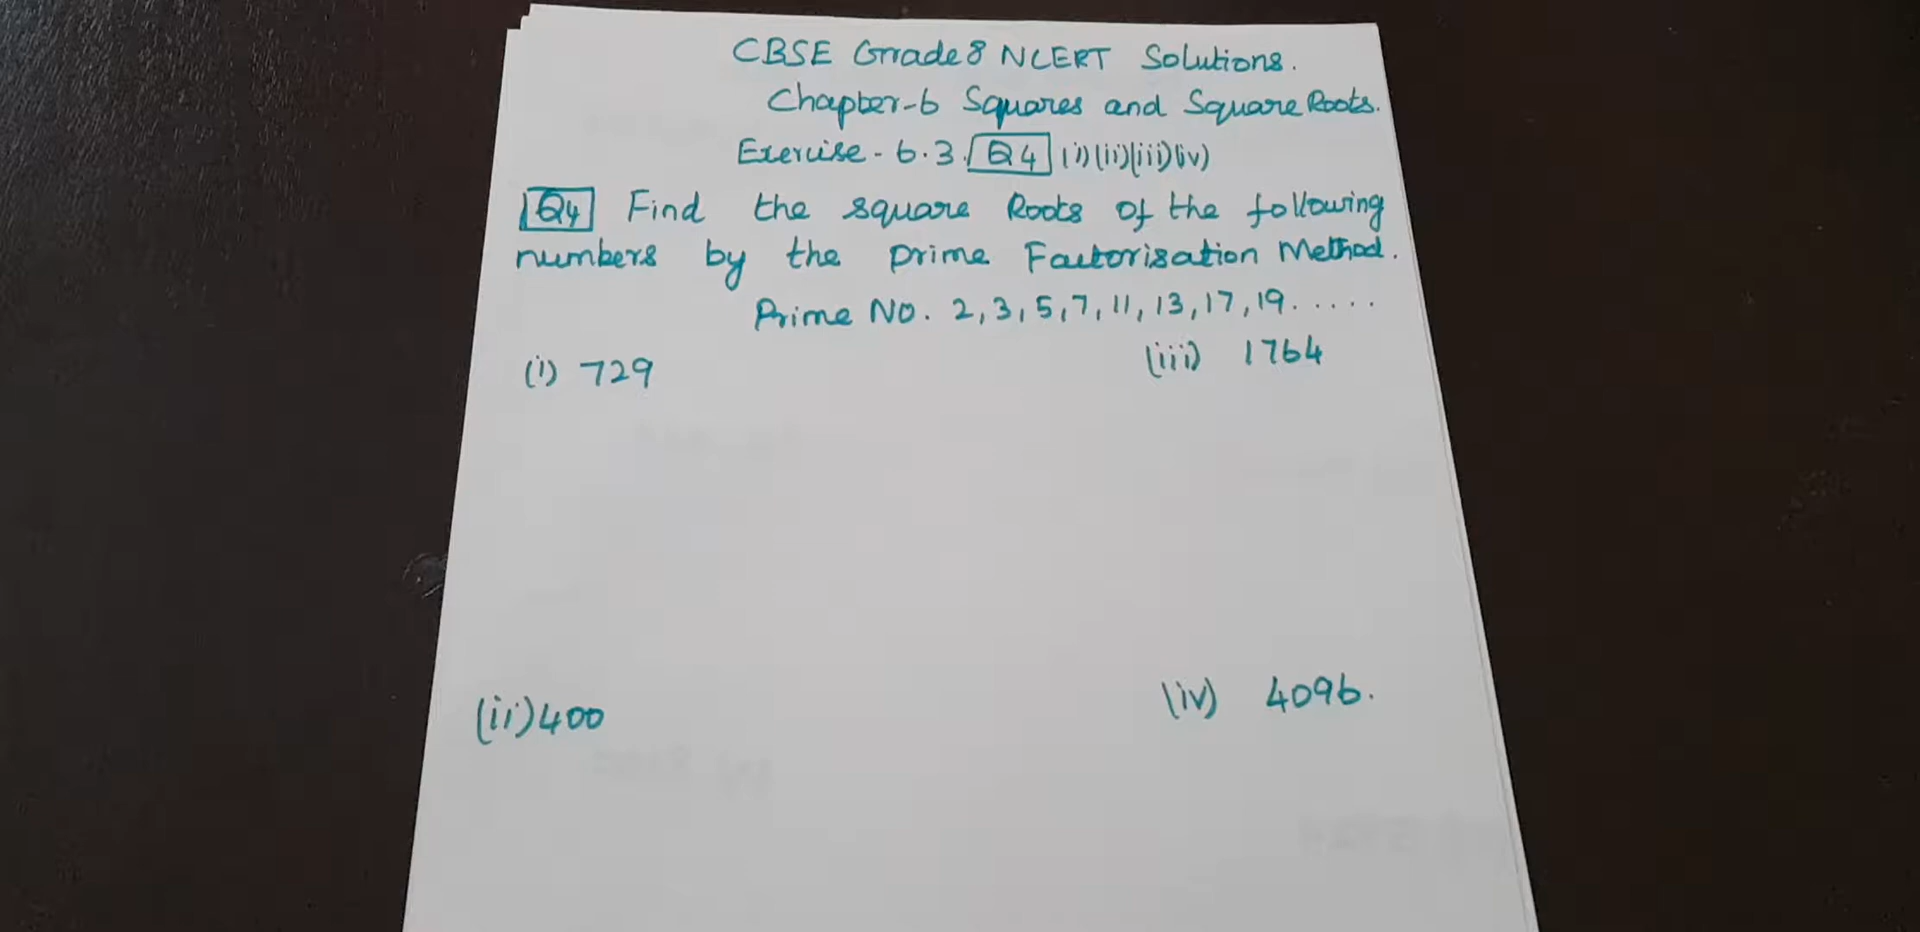 CBSE Grade 8 NCERT Solutions.
Chapter-6 Squares and Square Roots.
Exercise - 6.3. Q4 (i)(ii)(iii)(iv)
Q4 Find the square Roots of the following
numbers by the prime Factorisation Method.
Prime No. 2, 3, 5, 7, 11, 13, 17, 19. ....
(i) 729
(iii) 1764
(ii) 400
(iv) 4096.